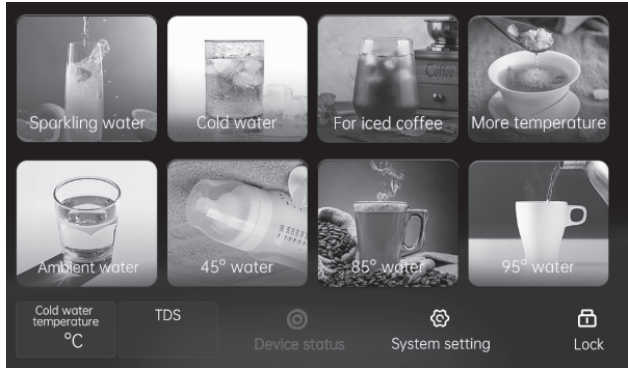 Sparkling water
Cold water
For iced coffee
More temperature
Ambient water
45° water
85° water
95° water
Cold water
temperature
°C
TDS
Device status
System setting
Lock